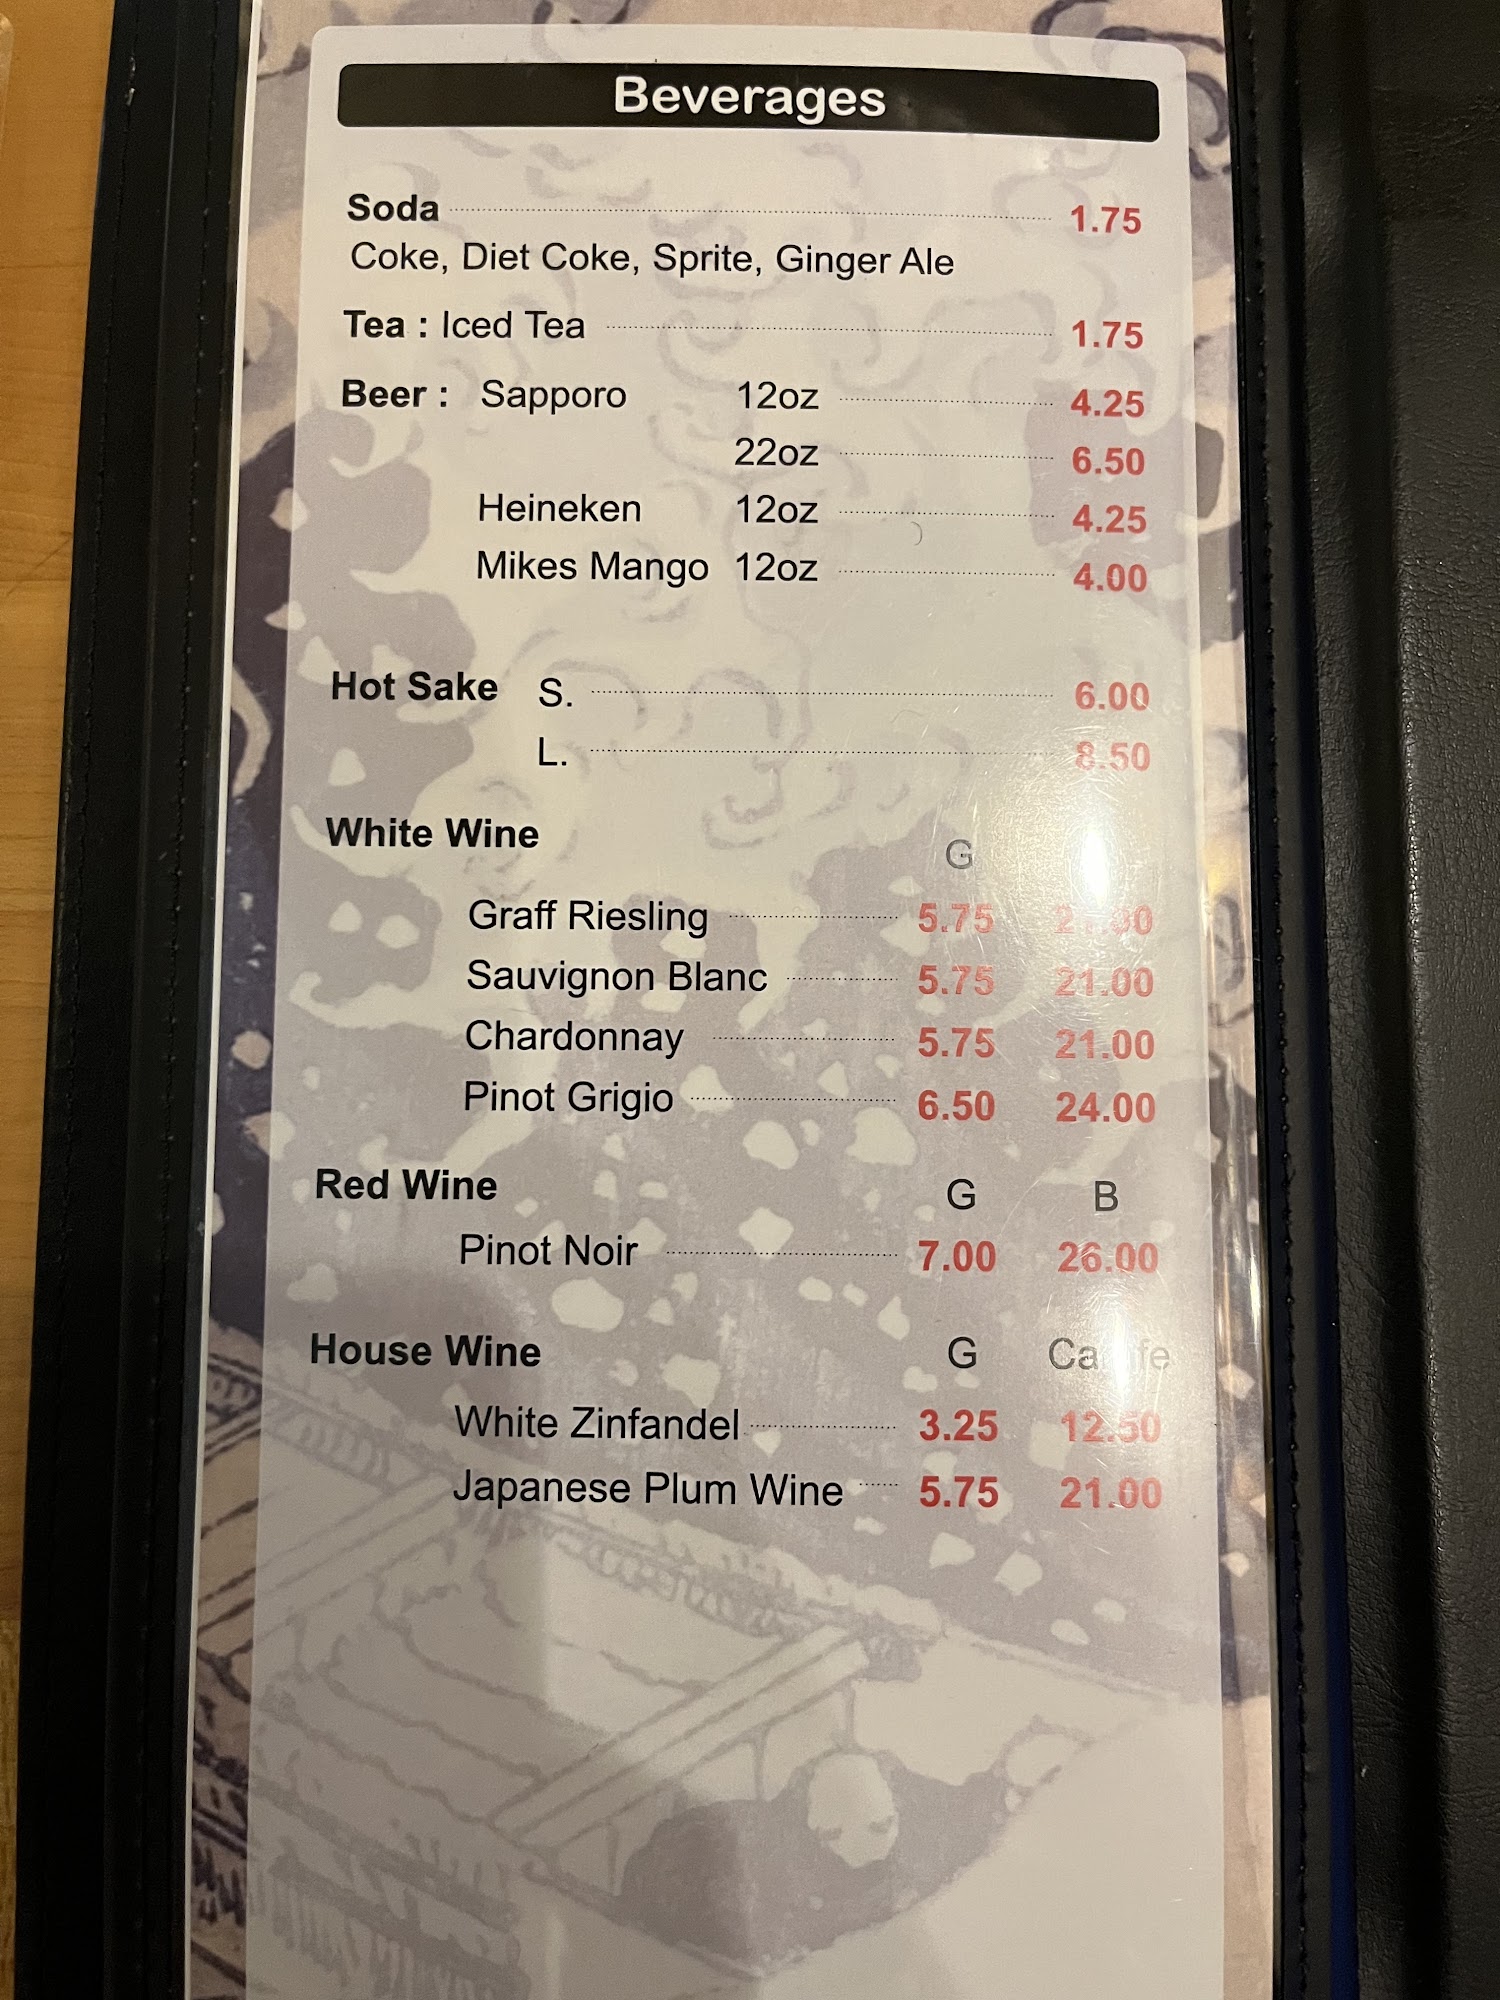 Beverages
Soda 1.75
Coke, Diet Coke, Sprite, Ginger Ale
Tea : Iced Tea 1.75
Beer : Sapporo 12oz 4.25
22oz 6.50
Heineken 12oz 4.25
Mikes Mango 12oz 4.00
Hot Sake S. 6.00
L. 8.50
White Wine G
Graff Riesling 5.75
Sauvignon Blanc 5.75 21.00
Chardonnay 5.75 21.00
Pinot Grigio 6.50 24.00
Red Wine G B
Pinot Noir 7.00 26.00
House Wine G
White Zinfandel 3.25 12.50
Japanese Plum Wine 5.75 21.00